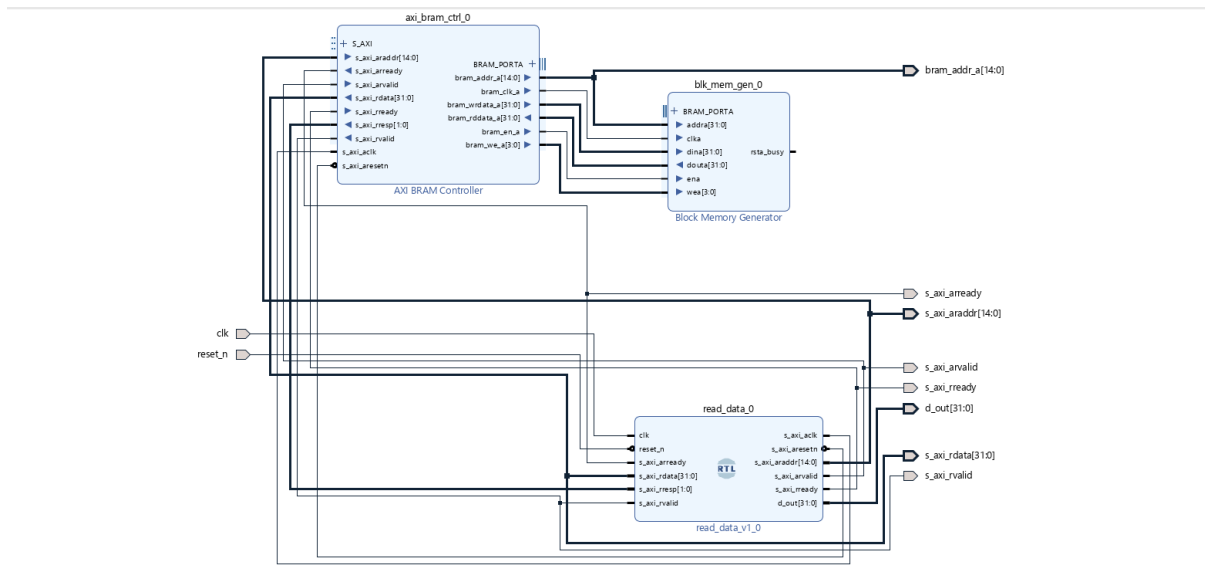 axi_bram_ctrl_0
S_AXI
s_axi_araddr[14:0]
s_axi_arready
s_axi_arvalid
s_axi_rdata[31:0]
s_axi_rready
s_axi_rresp[1:0]
s_axi_rvalid
s_axi_aclk
s_axi_aresetn
BRAM_PORTA
bram_addr_a[14:0]
bram_clk_a
bram_wrdata_a[31:0]
bram_rddata_a[31:0]
bram_en_a
bram_we_a[3:0]
AXI BRAM Controller
blk_mem_gen_0
BRAM_PORTA
addra[31:0]
clka
dina[31:0]
douta[31:0]
ena
wea[3:0]
rsta_busy
Block Memory Generator
bram_addr_a[14:0]
s_axi_arready
s_axi_araddr[14:0]
clk
reset_n
s_axi_arvalid
s_axi_rready
d_out[31:0]
s_axi_rdata[31:0]
s_axi_rvalid
read_data_0
clk
reset_n
s_axi_arready
s_axi_rdata[31:0]
s_axi_rresp[1:0]
s_axi_rvalid
RTL
s_axi_aclk
s_axi_aresetn
s_axi_araddr[14:0]
s_axi_arvalid
s_axi_rready
d_out[31:0]
read_data_v1_0